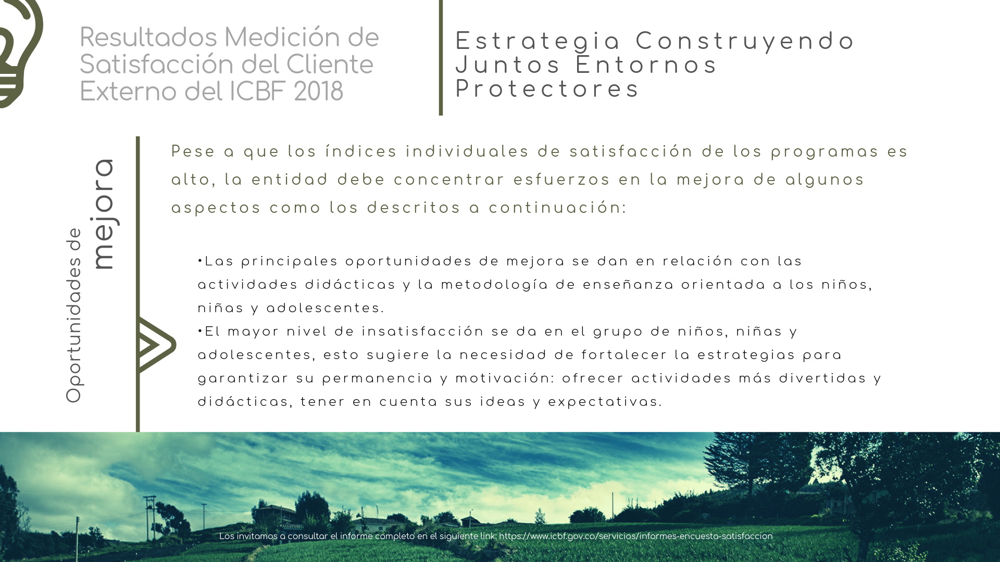 Resultados Medición de
Satisfacción del Cliente
Externo del ICBF 2018
Estrategia Construyendo
Juntos Entornos
Protectores
Oportunidades de
mejora
Pese a que los índices individuales de satisfacción de los programas es
alto, la entidad debe concentrar esfuerzos en la mejora de algunos
aspectos como los descritos a continuación:
•Las principales oportunidades de mejora se dan en relación con las
actividades didácticas y la metodología de enseñanza orientada a los niños,
niñas y adolescentes.
•El mayor nivel de insatisfacción se da en el grupo de niños, niñas y
adolescentes, esto sugiere la necesidad de fortalecer la estrategias para
garantizar su permanencia y motivación: ofrecer actividades más divertidas y
didácticas, tener en cuenta sus ideas y expectativas.
Los invitamos a consultar el informe completo en el siguiente link: https://www.icbf.gov.co/servicios/informes-encuesta-satisfaccion